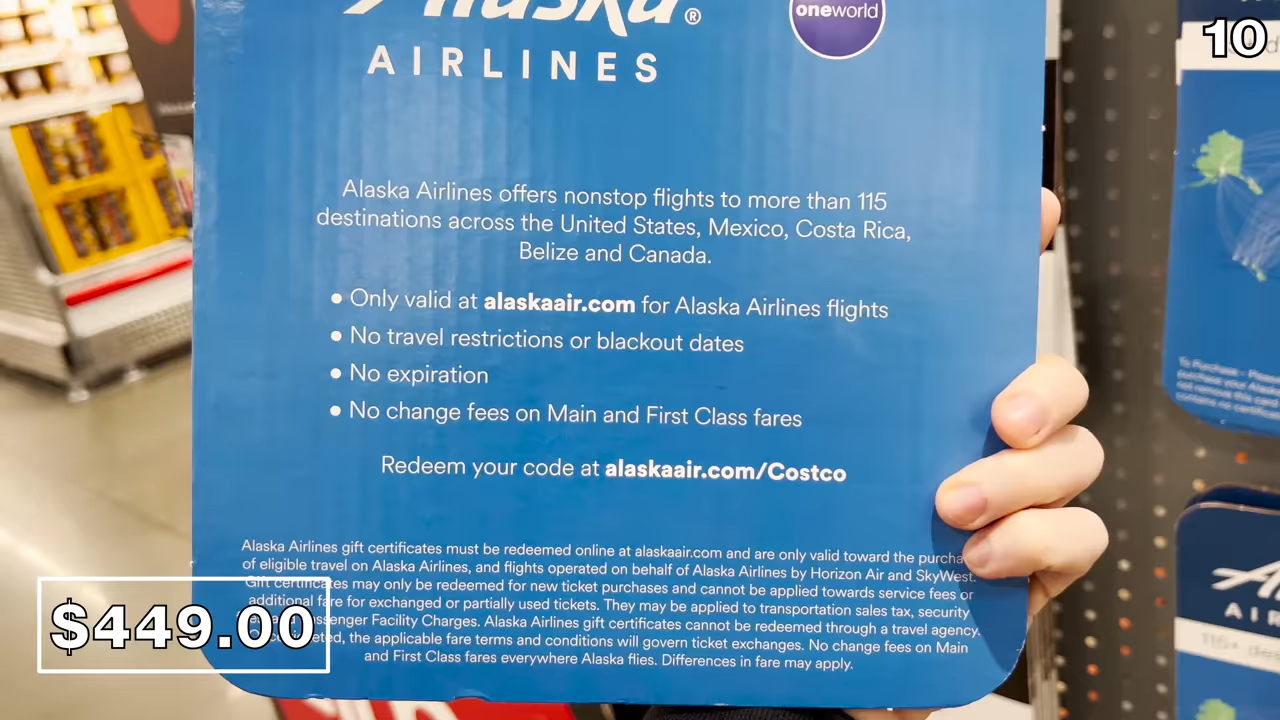 Alaska®
oneworld
10
AIRLINES
Alaska Airlines offers nonstop flights to more than 115
destinations across the United States, Mexico, Costa Rica,
Belize and Canada.
• Only valid at alaskaair.com for Alaska Airlines flights
• No travel restrictions or blackout dates
• No expiration
• No change fees on Main and First Class fares
Redeem your code at alaskaair.com/Costco
Alaska Airlines gift certificates must be redeemed online at alaskaair.com and are only valid toward the
of eligible travel on Alaska Airlines, and flights operated on behalf of Alaska Airlines by Horizon Air and SkyWest.
Gift certificates may only be redeemed for new ticket purchases and cannot be applied towards service fees or
additional fare for exchanged or partially used tickets. They may be applied to transportation sales tax, security
Facility Charges. Alaska Airlines gift certificates cannot be redeemed through a travel agency.
the applicable fare terms and conditions will govern ticket exchanges. No change fees on Main
and First Class fares everywhere Alaska flies. Differences in fare may apply.
$449.00
To Purchase